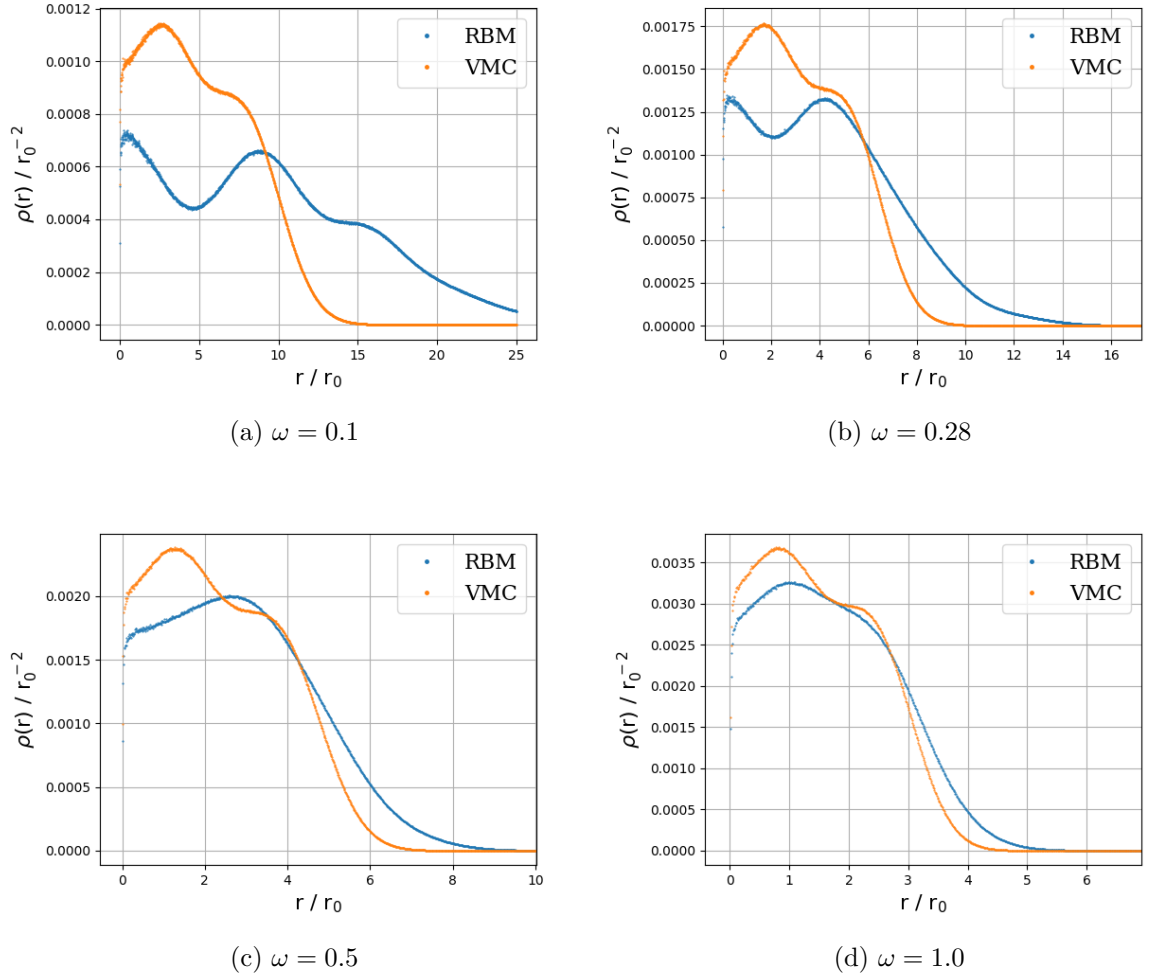 RBM
VMC
0.0012
0.0010
0.0008
0.0006
0.0004
0.0002
0.0000
ρ(r) / r₀⁻²
0 5 10 15 20 25
r / r₀
(a) ω = 0.1
RBM
VMC
0.00175
0.00150
0.00125
0.00100
0.00075
0.00050
0.00025
0.00000
ρ(r) / r₀⁻²
0 2 4 6 8 10 12 14 16
r / r₀
(b) ω = 0.28
RBM
VMC
0.0020
0.0015
0.0010
0.0005
0.0000
ρ(r) / r₀⁻²
0 2 4 6 8 10
r / r₀
(c) ω = 0.5
RBM
VMC
0.0035
0.0030
0.0025
0.0020
0.0015
0.0010
0.0005
0.0000
ρ(r) / r₀⁻²
0 1 2 3 4 5 6
r / r₀
(d) ω = 1.0